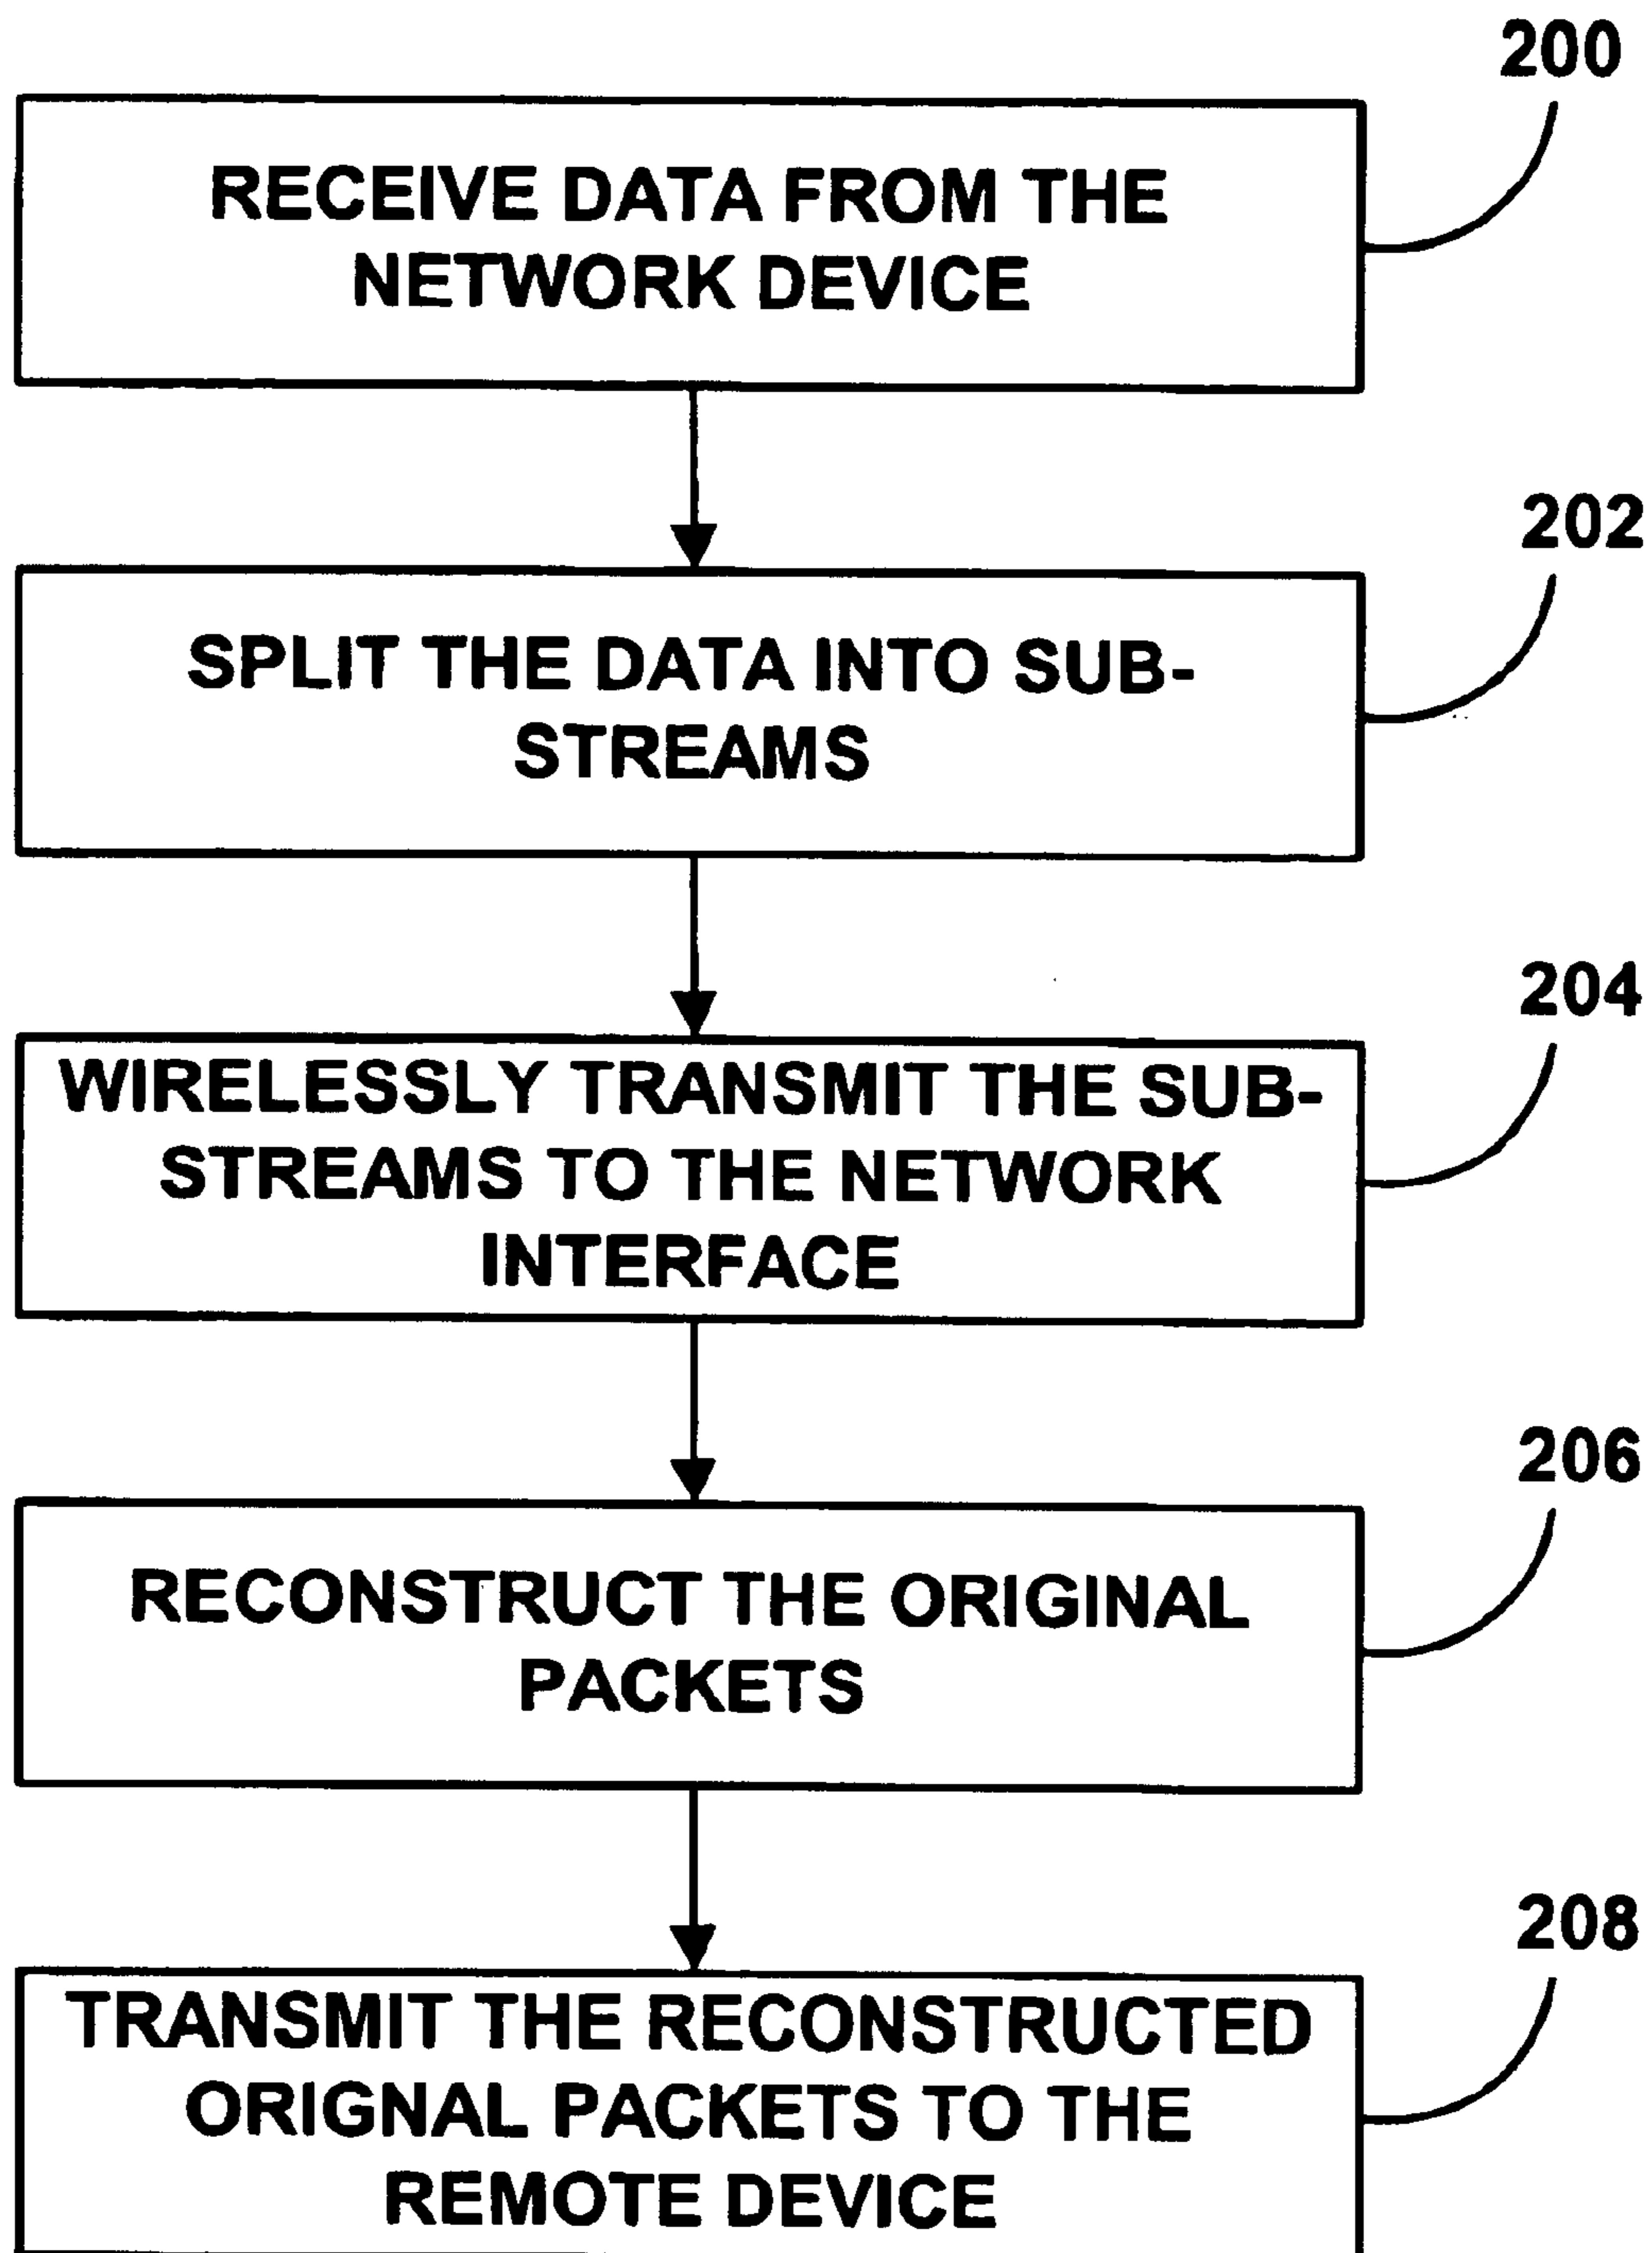 200
RECEIVE DATA FROM THE
NETWORK DEVICE
202
SPLIT THE DATA INTO SUB-
STREAMS
204
WIRELESSLY TRANSMIT THE SUB-
STREAMS TO THE NETWORK
INTERFACE
206
RECONSTRUCT THE ORIGINAL
PACKETS
208
TRANSMIT THE RECONSTRUCTED
ORIGNAL PACKETS TO THE
REMOTE DEVICE